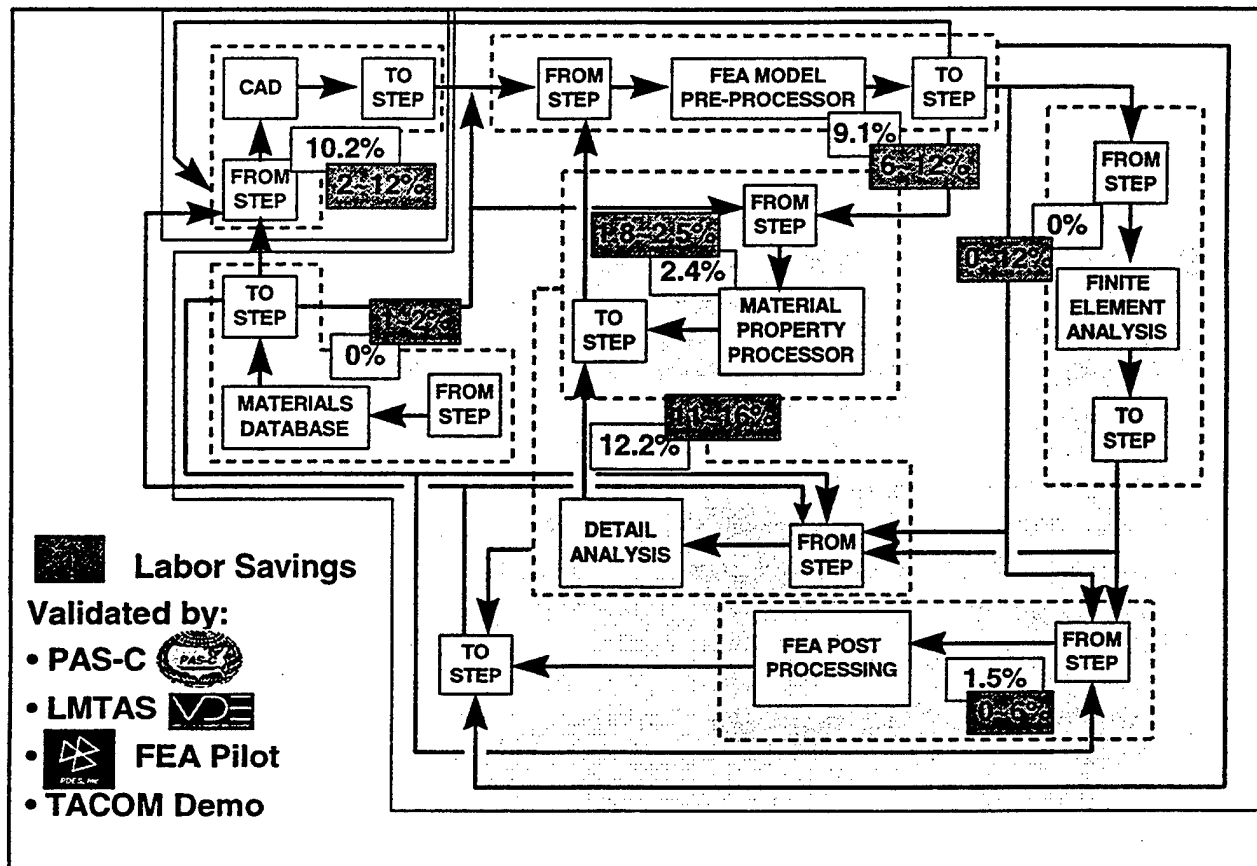 CAD
TO
STEP
FROM
STEP
FEA MODEL
PRE-PROCESSOR
TO
STEP
10.2%
2–12%
FROM
STEP
9.1%
6–12%
FROM
STEP
FROM
STEP
1.8–2.5%
2.4%
0%
0–12%
TO
STEP
1–2%
0%
TO
STEP
MATERIAL
PROPERTY
PROCESSOR
FINITE
ELEMENT
ANALYSIS
MATERIALS
DATABASE
FROM
STEP
11–16%
12.2%
TO
STEP
DETAIL
ANALYSIS
FROM
STEP
Labor Savings
Validated by:
• PAS-C PAS-C
• LMTAS VDE
• PDES, Inc FEA Pilot
• TACOM Demo
TO
STEP
FEA POST
PROCESSING
FROM
STEP
1.5%
0–6%